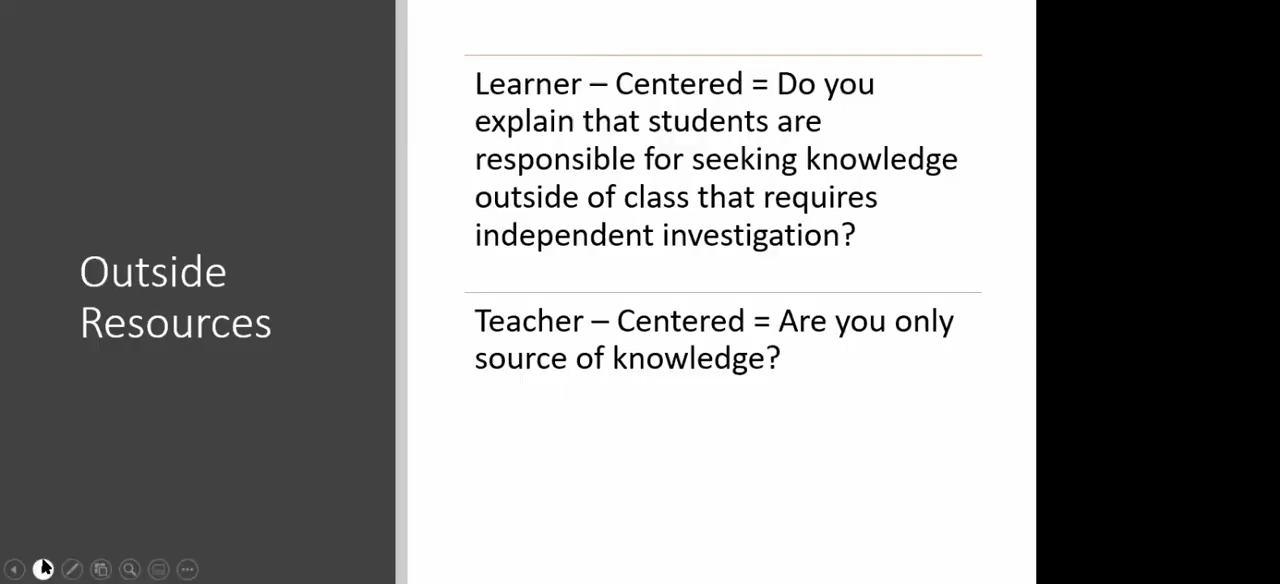 Outside
Resources
Learner – Centered = Do you
explain that students are
responsible for seeking knowledge
outside of class that requires
independent investigation?
Teacher – Centered = Are you only
source of knowledge?